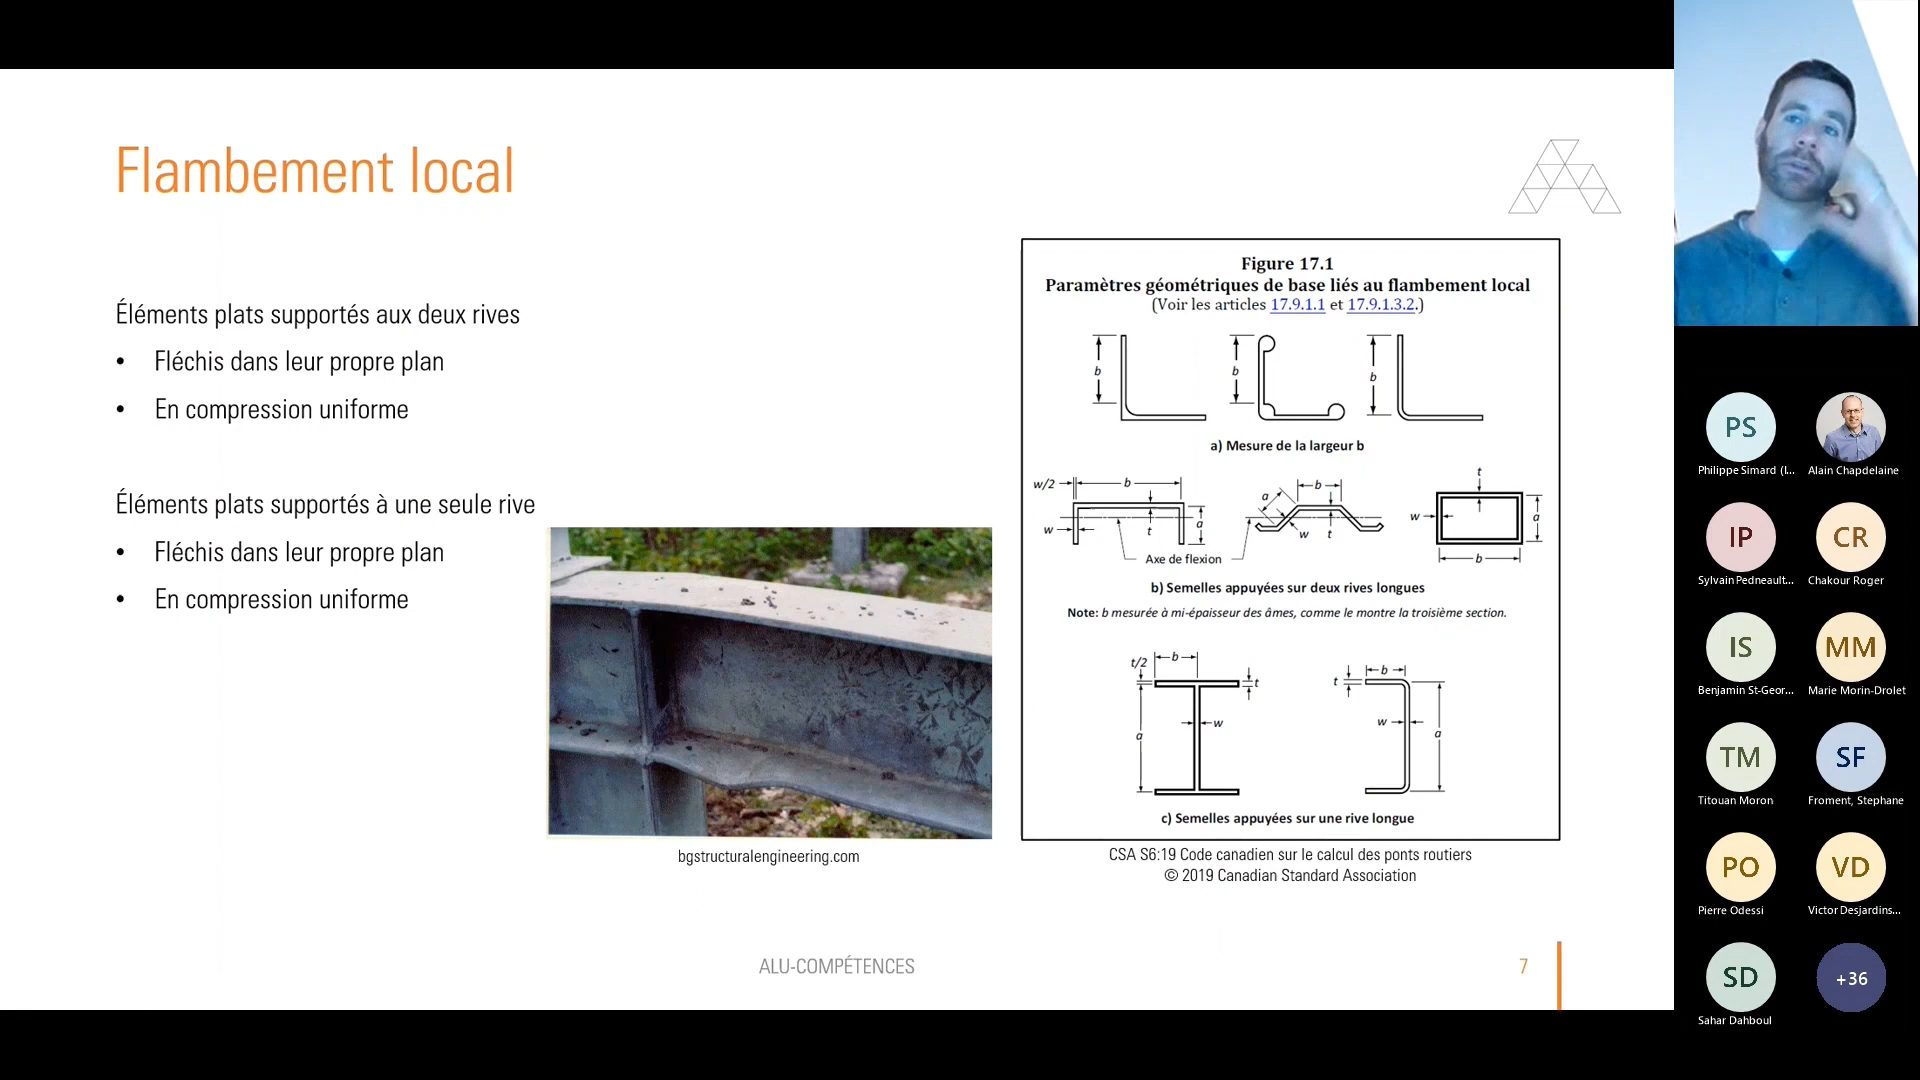 Flambement local
Éléments plats supportés aux deux rives
• Fléchis dans leur propre plan
• En compression uniforme
Éléments plats supportés à une seule rive
• Fléchis dans leur propre plan
• En compression uniforme
bgstructuralengineering.com
Figure 17.1
Paramètres géométriques de base liés au flambement local
(Voir les articles 17.9.1.1 et 17.9.1.3.2.)
b b b
a) Mesure de la largeur b
w/2 b w t a
a b w t
t w a b
Axe de flexion
b) Semelles appuyées sur deux rives longues
Note: b mesurée à mi-épaisseur des âmes, comme le montre la troisième section.
t/2 b t a w
t b w a
c) Semelles appuyées sur une rive longue
CSA S6:19 Code canadien sur le calcul des ponts routiers
© 2019 Canadian Standard Association
ALU-COMPÉTENCES
7
PS
Philippe Simard (I...
Alain Chapdelaine
IP
Sylvain Pedneault...
CR
Chakour Roger
IS
Benjamin St-Geor...
MM
Marie Morin-Drolet
TM
Titouan Moron
SF
Froment, Stephane
PO
Pierre Odessi
VD
Victor Desjardins...
SD
Sahar Dahboul
+36